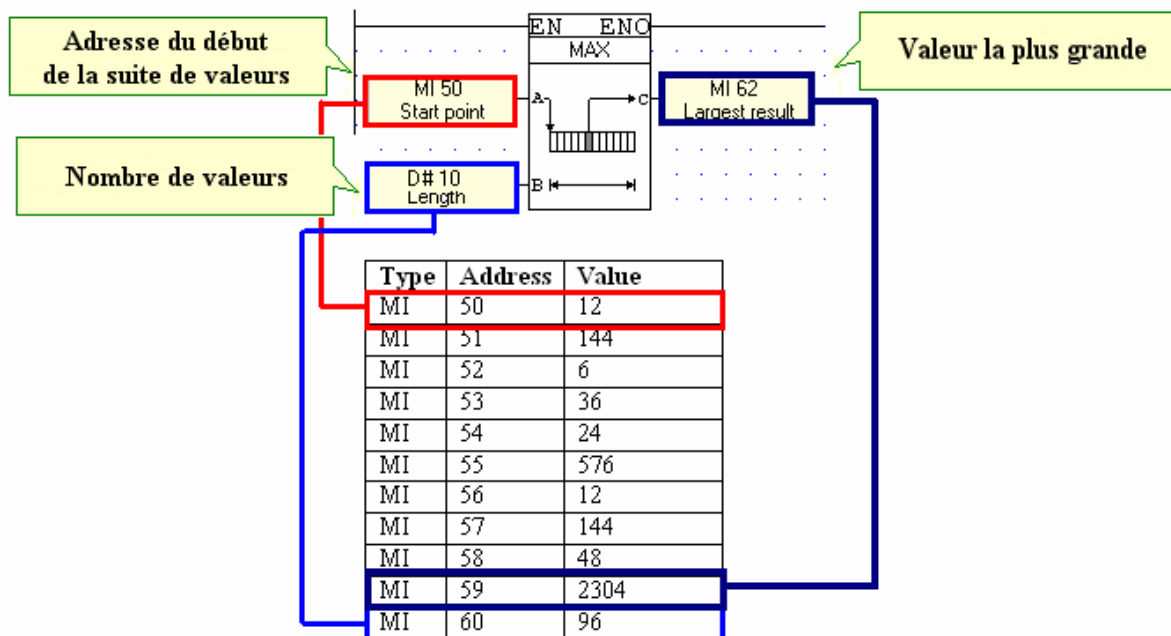 Adresse du début
de la suite de valeurs
EN ENO
MAX
Valeur la plus grande
MI 50
Start point
A
C
MI 62
Largest result
Nombre de valeurs
D# 10
Length
B
Type Address Value
MI 50 12
MI 51 144
MI 52 6
MI 53 36
MI 54 24
MI 55 576
MI 56 12
MI 57 144
MI 58 48
MI 59 2304
MI 60 96